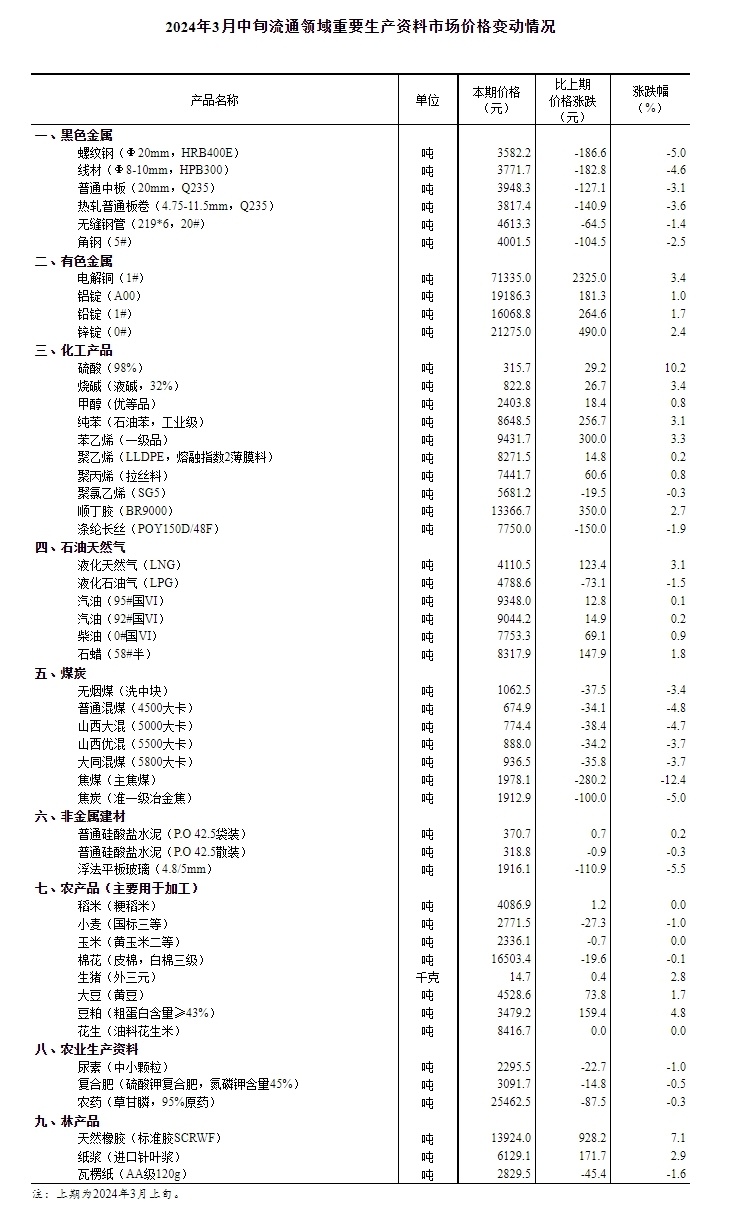 2024年3月中旬流通领域重要生产资料市场价格变动情况
产品名称 单位 本期价格（元） 比上期价格涨跌（元） 涨跌幅（%）
一、黑色金属
螺纹钢（Φ20mm，HRB400E） 吨 3582.2 -186.6 -5.0
线材（Φ8-10mm，HPB300） 吨 3771.7 -182.8 -4.6
普通中板（20mm，Q235） 吨 3948.3 -127.1 -3.1
热轧普通板卷（4.75-11.5mm，Q235） 吨 3817.4 -140.9 -3.6
无缝钢管（219*6，20#） 吨 4613.3 -64.5 -1.4
角钢（5#） 吨 4001.5 -104.5 -2.5
二、有色金属
电解铜（1#） 吨 71335.0 2325.0 3.4
铝锭（A00） 吨 19186.3 181.3 1.0
铅锭（1#） 吨 16068.8 264.6 1.7
锌锭（0#） 吨 21275.0 490.0 2.4
三、化工产品
硫酸（98%） 吨 315.7 29.2 10.2
烧碱（液碱，32%） 吨 822.8 26.7 3.4
甲醇（优等品） 吨 2403.8 18.4 0.8
纯苯（石油苯，工业级） 吨 8648.5 256.7 3.1
苯乙烯（一级品） 吨 9431.7 300.0 3.3
聚乙烯（LLDPE，熔融指数2薄膜料） 吨 8271.5 14.8 0.2
聚丙烯（拉丝料） 吨 7441.7 60.6 0.8
聚氯乙烯（SG5） 吨 5681.2 -19.5 -0.3
顺丁胶（BR9000） 吨 13366.7 350.0 2.7
涤纶长丝（POY150D/48F） 吨 7750.0 -150.0 -1.9
四、石油天然气
液化天然气（LNG） 吨 4110.5 123.4 3.1
液化石油气（LPG） 吨 4788.6 -73.1 -1.5
汽油（95#国VI） 吨 9348.0 12.8 0.1
汽油（92#国VI） 吨 9044.2 14.9 0.2
柴油（0#国VI） 吨 7753.3 69.1 0.9
石蜡（58#半） 吨 8317.9 147.9 1.8
五、煤炭
无烟煤（洗中块） 吨 1062.5 -37.5 -3.4
普通混煤（4500大卡） 吨 674.9 -34.1 -4.8
山西大混（5000大卡） 吨 774.4 -38.4 -4.7
山西优混（5500大卡） 吨 888.0 -34.2 -3.7
大同混煤（5800大卡） 吨 936.5 -35.8 -3.7
焦煤（主焦煤） 吨 1978.1 -280.2 -12.4
焦炭（准一级冶金焦） 吨 1912.9 -100.0 -5.0
六、非金属建材
普通硅酸盐水泥（P.O 42.5袋装） 吨 370.7 0.7 0.2
普通硅酸盐水泥（P.O 42.5散装） 吨 318.8 -0.9 -0.3
浮法平板玻璃（4.8/5mm） 吨 1916.1 -110.9 -5.5
七、农产品（主要用于加工）
稻米（粳稻米） 吨 4086.9 1.2 0.0
小麦（国标三等） 吨 2771.5 -27.3 -1.0
玉米（黄玉米二等） 吨 2336.1 -0.7 0.0
棉花（皮棉，白棉三级） 吨 16503.4 -19.6 -0.1
生猪（外三元） 千克 14.7 0.4 2.8
大豆（黄豆） 吨 4528.6 73.8 1.7
豆粕（粗蛋白含量≥43%） 吨 3479.2 159.4 4.8
花生（油料花生米） 吨 8416.7 0.0 0.0
八、农业生产资料
尿素（中小颗粒） 吨 2295.5 -22.7 -1.0
复合肥（硫酸钾复合肥，氮磷钾含量45%） 吨 3091.7 -14.8 -0.5
农药（草甘膦，95%原药） 吨 25462.5 -87.5 -0.3
九、林产品
天然橡胶（标准胶SCRWF） 吨 13924.0 928.2 7.1
纸浆（进口针叶浆） 吨 6129.1 171.7 2.9
瓦楞纸（AA级120g） 吨 2829.5 -45.4 -1.6
注：上期为2024年3月上旬。